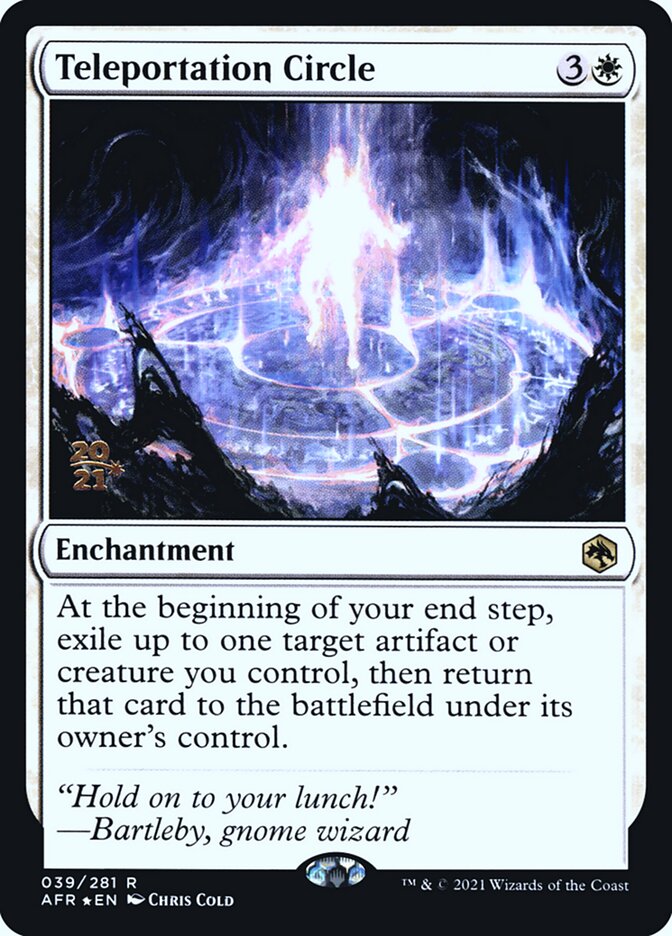 Teleportation Circle 3
20
21
Enchantment
At the beginning of your end step,
exile up to one target artifact or
creature you control, then return
that card to the battlefield under its
owner's control.
“Hold on to your lunch!”
—Bartleby, gnome wizard
039/281 R
AFR ★ EN Chris Cold
™ & © 2021 Wizards of the Coast